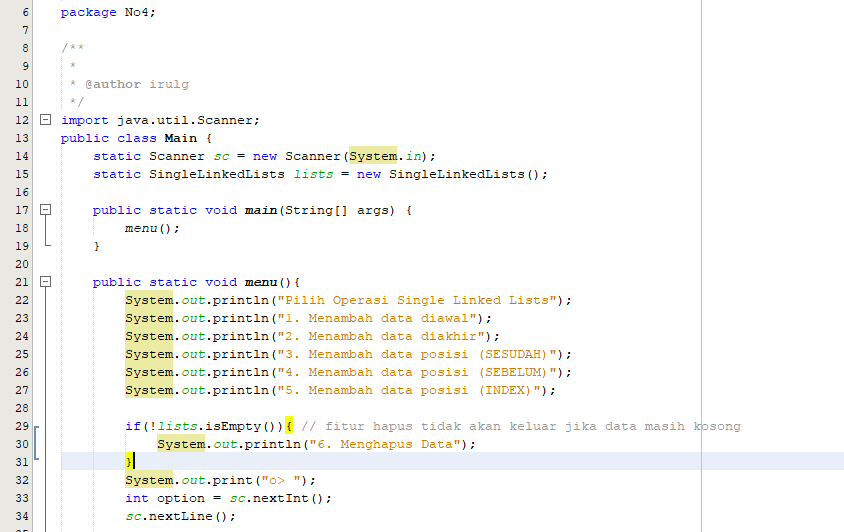 6 package No4;
7
8 /**
9 *
10 * @author irulg
11 */
12 import java.util.Scanner;
13 public class Main {
14 static Scanner sc = new Scanner(System.in);
15 static SingleLinkedLists lists = new SingleLinkedLists();
16
17 public static void main(String[] args) {
18 menu();
19 }
20
21 public static void menu(){
22 System.out.println("Pilih Operasi Single Linked Lists");
23 System.out.println("1. Menambah data diawal");
24 System.out.println("2. Menambah data diakhir");
25 System.out.println("3. Menambah data posisi (SESUDAH)");
26 System.out.println("4. Menambah data posisi (SEBELUM)");
27 System.out.println("5. Menambah data posisi (INDEX)");
28
29 if(!lists.isEmpty()){ // fitur hapus tidak akan keluar jika data masih kosong
30 System.out.println("6. Menghapus Data");
31 }
32 System.out.print("o> ");
33 int option = sc.nextInt();
34 sc.nextLine();